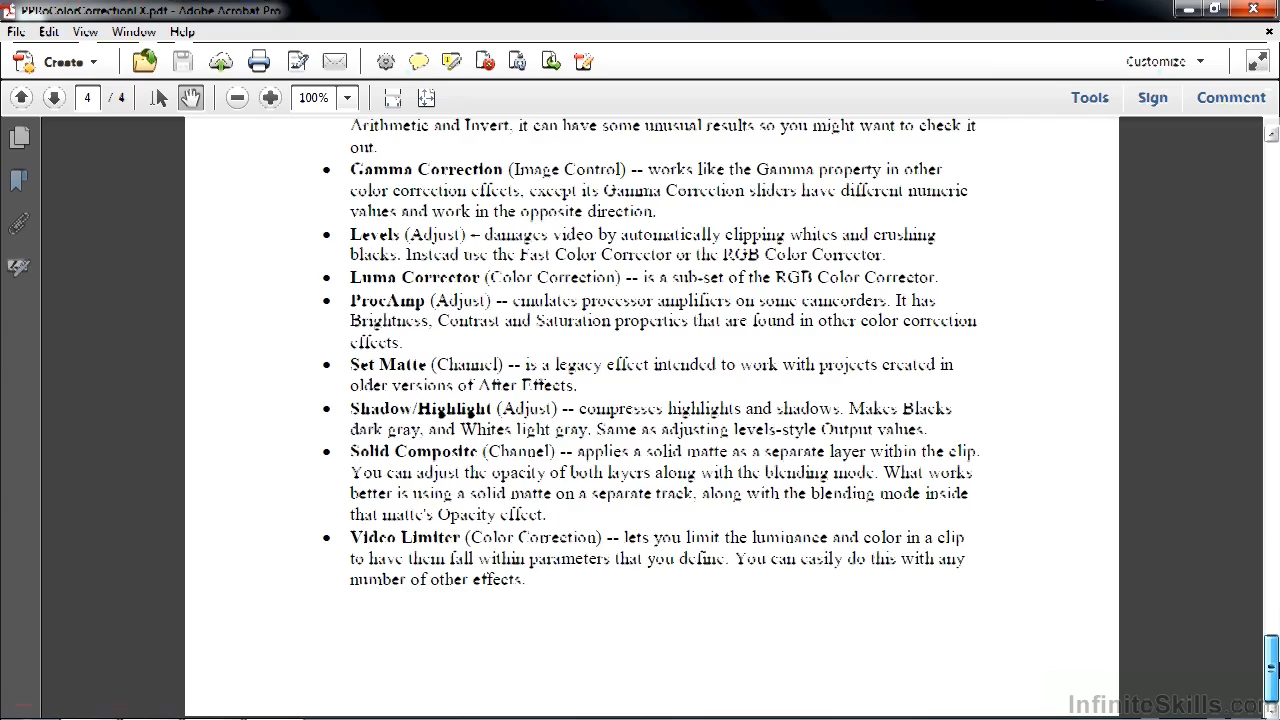 PPRoColorCorrectionFX.pdf - Adobe Acrobat Pro
File Edit View Window Help
Create Customize
4 / 4 100% Tools Sign Comment
Arithmetic and Invert, it can have some unusual results so you might want to check it
out.
• Gamma Correction (Image Control) -- works like the Gamma property in other
color correction effects, except its Gamma Correction sliders have different numeric
values and work in the opposite direction.
• Levels (Adjust) – damages video by automatically clipping whites and crushing
blacks. Instead use the Fast Color Corrector or the RGB Color Corrector.
• Luma Corrector (Color Correction) -- is a sub-set of the RGB Color Corrector.
• ProcAmp (Adjust) -- emulates processor amplifiers on some camcorders. It has
Brightness, Contrast and Saturation properties that are found in other color correction
effects.
• Set Matte (Channel) -- is a legacy effect intended to work with projects created in
older versions of After Effects.
• Shadow/Highlight (Adjust) -- compresses highlights and shadows. Makes Blacks
dark gray, and Whites light gray. Same as adjusting levels-style Output values.
• Solid Composite (Channel) -- applies a solid matte as a separate layer within the clip.
You can adjust the opacity of both layers along with the blending mode. What works
better is using a solid matte on a separate track, along with the blending mode inside
that matte's Opacity effect.
• Video Limiter (Color Correction) -- lets you limit the luminance and color in a clip
to have them fall within parameters that you define. You can easily do this with any
number of other effects.
InfiniteSkills.com